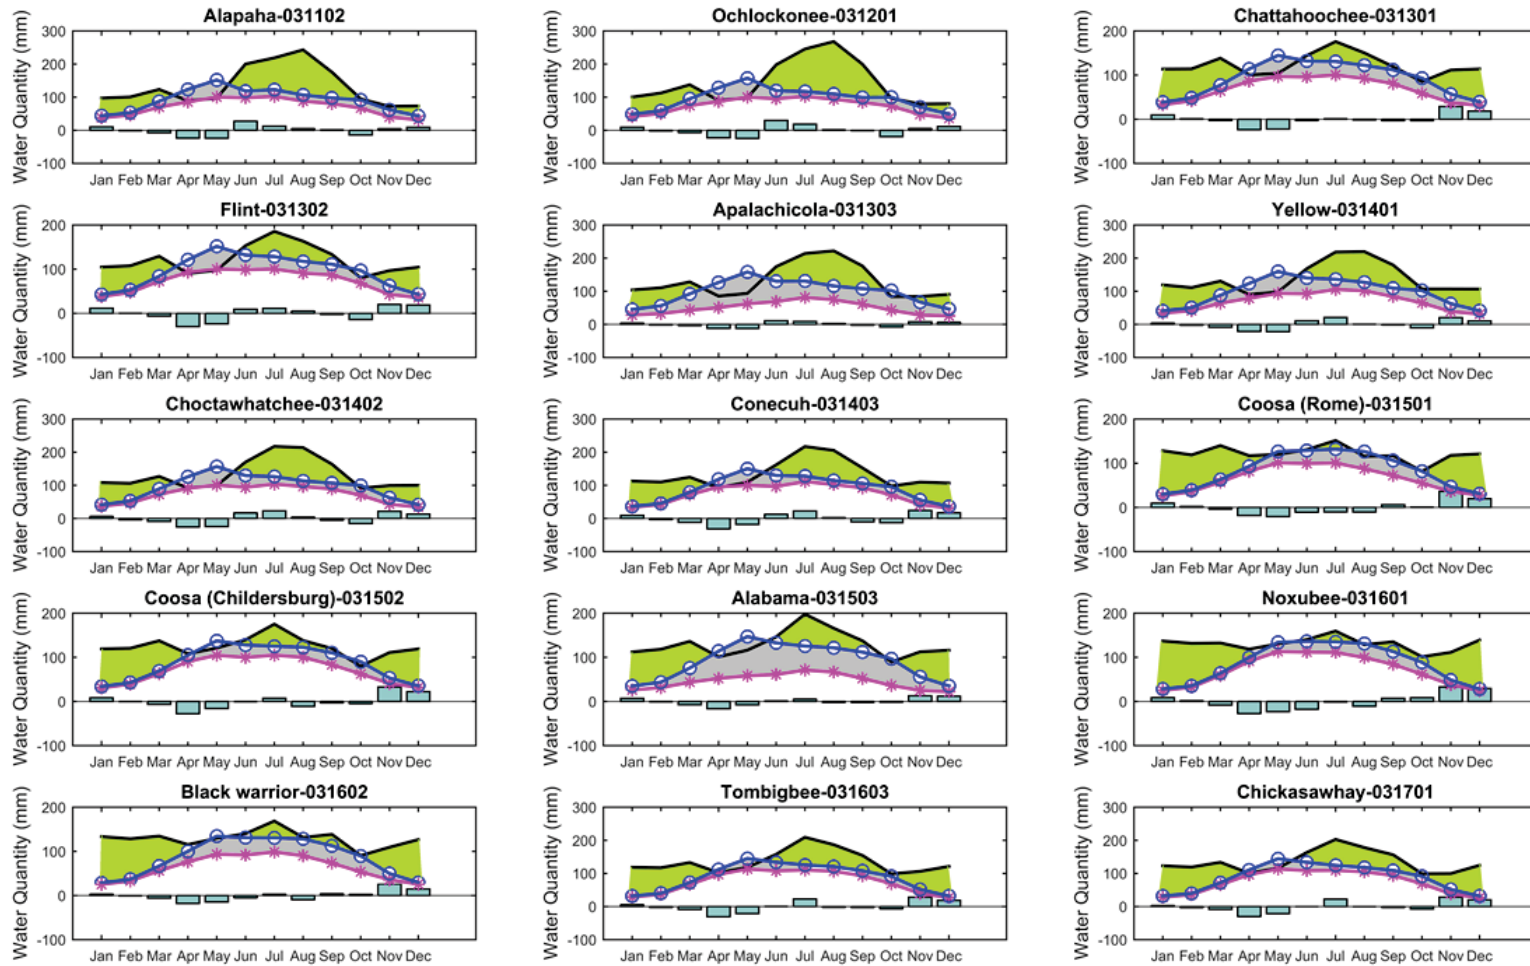 Alapaha-031102
Ochlockonee-031201
Chattahoochee-031301
Water Quantity (mm)
300
200
100
0
-100
Jan Feb Mar Apr May Jun Jul Aug Sep Oct Nov Dec
Water Quantity (mm)
300
200
100
0
-100
Jan Feb Mar Apr May Jun Jul Aug Sep Oct Nov Dec
Water Quantity (mm)
200
100
0
-100
Jan Feb Mar Apr May Jun Jul Aug Sep Oct Nov Dec
Flint-031302
Apalachicola-031303
Yellow-031401
Water Quantity (mm)
200
100
0
-100
Jan Feb Mar Apr May Jun Jul Aug Sep Oct Nov Dec
Water Quantity (mm)
300
200
100
0
-100
Jan Feb Mar Apr May Jun Jul Aug Sep Oct Nov Dec
Water Quantity (mm)
300
200
100
0
-100
Jan Feb Mar Apr May Jun Jul Aug Sep Oct Nov Dec
Choctawhatchee-031402
Conecuh-031403
Coosa (Rome)-031501
Water Quantity (mm)
300
200
100
0
-100
Jan Feb Mar Apr May Jun Jul Aug Sep Oct Nov Dec
Water Quantity (mm)
300
200
100
0
-100
Jan Feb Mar Apr May Jun Jul Aug Sep Oct Nov Dec
Water Quantity (mm)
200
100
0
-100
Jan Feb Mar Apr May Jun Jul Aug Sep Oct Nov Dec
Coosa (Childersburg)-031502
Alabama-031503
Noxubee-031601
Water Quantity (mm)
200
100
0
-100
Jan Feb Mar Apr May Jun Jul Aug Sep Oct Nov Dec
Water Quantity (mm)
200
100
0
-100
Jan Feb Mar Apr May Jun Jul Aug Sep Oct Nov Dec
Water Quantity (mm)
200
100
0
-100
Jan Feb Mar Apr May Jun Jul Aug Sep Oct Nov Dec
Black warrior-031602
Tombigbee-031603
Chickasawhay-031701
Water Quantity (mm)
200
100
0
-100
Jan Feb Mar Apr May Jun Jul Aug Sep Oct Nov Dec
Water Quantity (mm)
300
200
100
0
-100
Jan Feb Mar Apr May Jun Jul Aug Sep Oct Nov Dec
Water Quantity (mm)
300
200
100
0
-100
Jan Feb Mar Apr May Jun Jul Aug Sep Oct Nov Dec